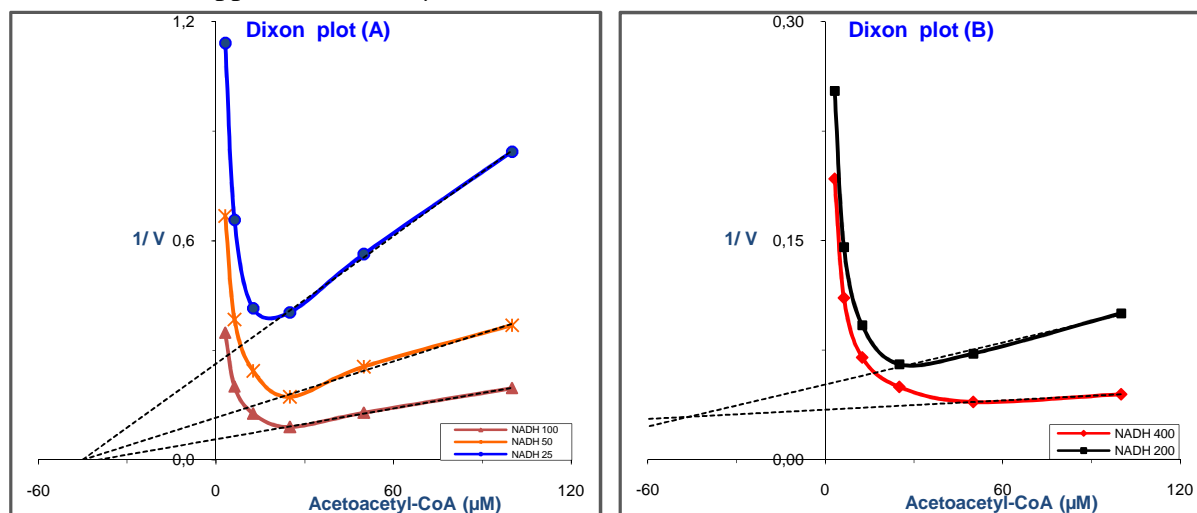 Dixon plot (A)
1,2
0,6
0,0
1/ V
-60
0
60
120
Acetoacetyl-CoA (µM)
NADH 100
NADH 50
NADH 25
Dixon plot (B)
0,30
0,15
0,00
1/ V
-60
0
60
120
Acetoacetyl-CoA (µM)
NADH 400
NADH 200